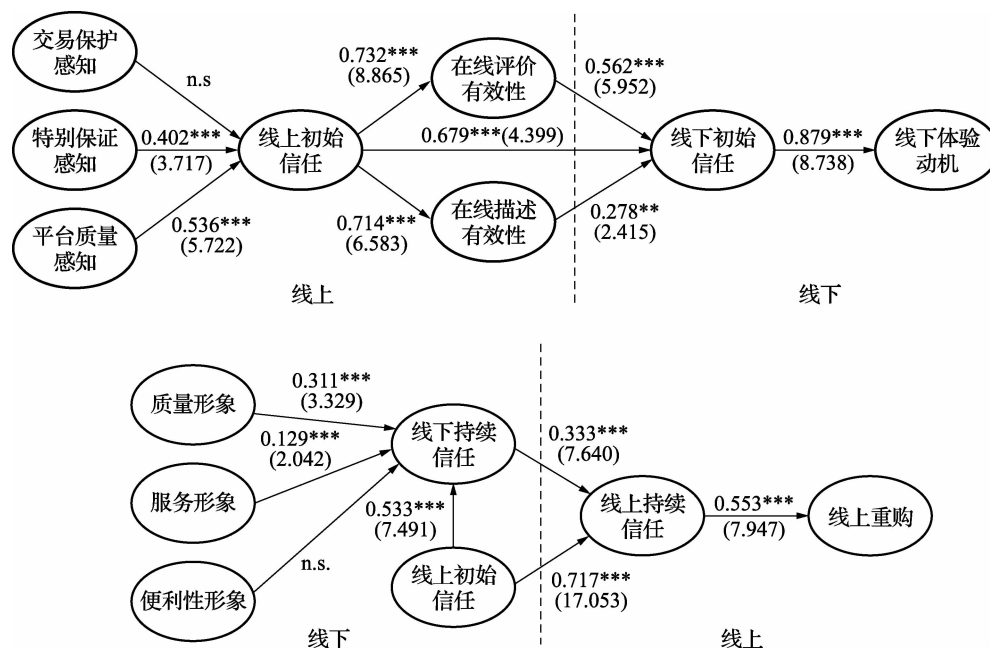 交易保护
感知
n.s
特别保证
感知
0.402***
(3.717)
平台质量
感知
0.536***
(5.722)
线上初始
信任
0.732***
(8.865)
在线评价
有效性
0.562***
(5.952)
0.679***(4.399)
0.714***
(6.583)
在线描述
有效性
0.278**
(2.415)
线下初始
信任
0.879***
(8.738)
线下体验
动机
线上
线下
质量形象
0.311***
(3.329)
服务形象
0.129***
(2.042)
便利性形象
n.s.
线下持续
信任
0.533***
(7.491)
线上初始
信任
0.333***
(7.640)
0.717***
(17.053)
线上持续
信任
0.553***
(7.947)
线上重购
线下
线上